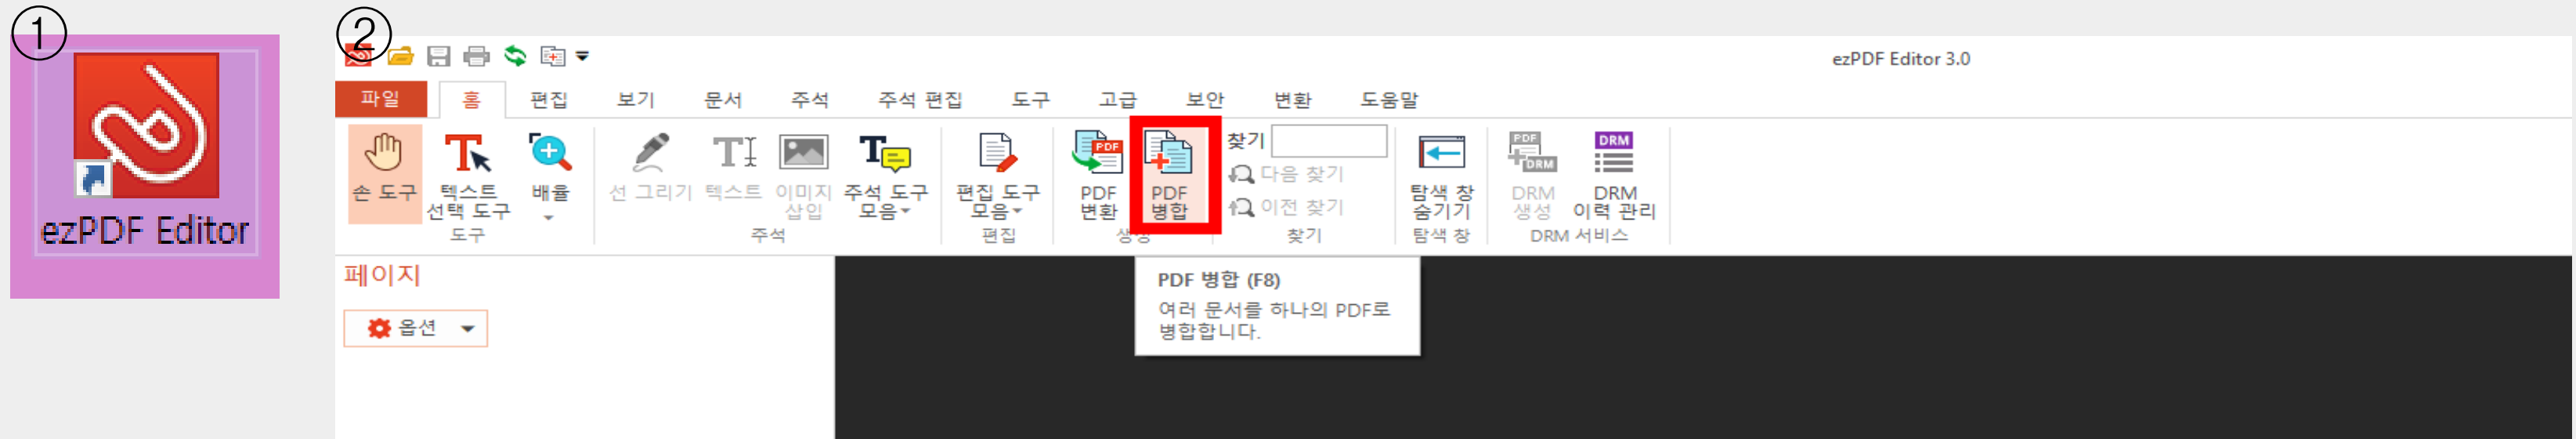 ①
ezPDF Editor
②
ezPDF Editor 3.0
파일 홈 편집 보기 문서 주석 주석 편집 도구 고급 보안 변환 도움말
손 도구
텍스트
선택 도구
배율
도구
선 그리기
텍스트
이미지
삽입
주석 도구
모음
주석
편집 도구
모음
편집
PDF
PDF
변환
PDF
병합
생성
찾기
다음 찾기
이전 찾기
찾기
탐색 창
숨기기
탐색 창
PDF
DRM
DRM
생성
DRM
DRM
이력 관리
DRM 서비스
페이지
옵션
PDF 병합 (F8)
여러 문서를 하나의 PDF로
병합합니다.